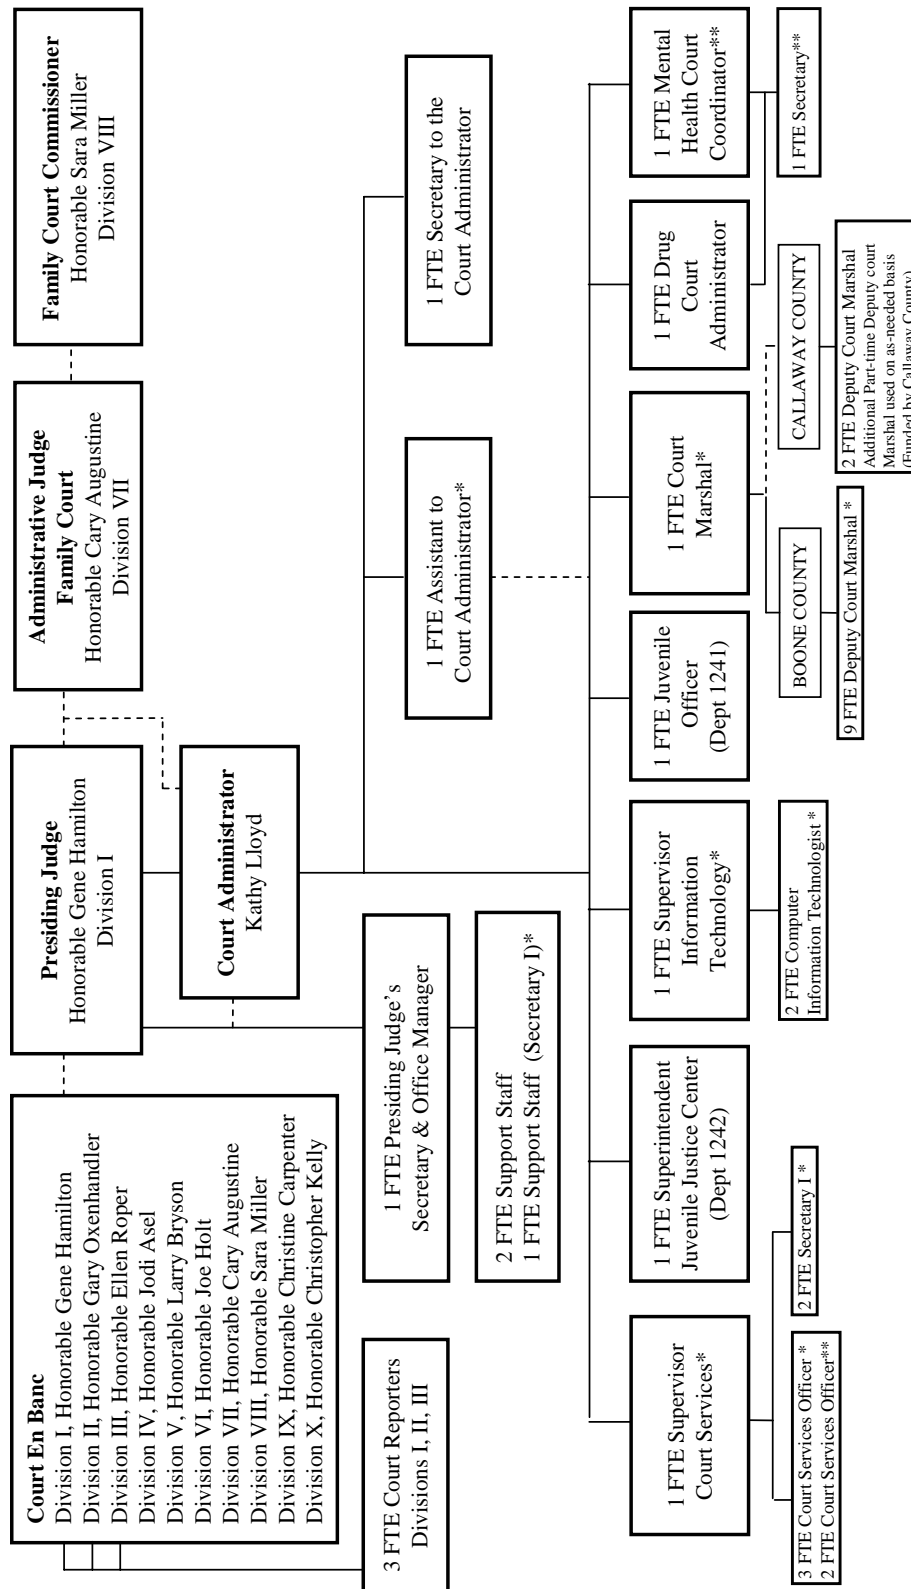 Court En Banc
Division I, Honorable Gene Hamilton
Division II, Honorable Gary Oxenhandler
Division III, Honorable Ellen Roper
Division IV, Honorable Jodi Asel
Division V, Honorable Larry Bryson
Division VI, Honorable Joe Holt
Division VII, Honorable Cary Augustine
Division VIII, Honorable Sara Miller
Division IX, Honorable Christine Carpenter
Division X, Honorable Christopher Kelly
Presiding Judge
Honorable Gene Hamilton
Division I
Administrative Judge
Family Court
Honorable Cary Augustine
Division VII
Family Court Commissioner
Honorable Sara Miller
Division VIII
Court Administrator
Kathy Lloyd
3 FTE Court Reporters
Divisions I, II, III
1 FTE Presiding Judge's
Secretary & Office Manager
2 FTE Support Staff
1 FTE Support Staff (Secretary I)*
1 FTE Assistant to
Court Administrator*
1 FTE Secretary to the
Court Administrator
1 FTE Supervisor
Court Services*
1 FTE Superintendent
Juvenile Justice Center
(Dept 1242)
1 FTE Supervisor
Information
Technology*
1 FTE Juvenile
Officer
(Dept 1241)
1 FTE Court
Marshal*
1 FTE Drug
Court
Administrator
1 FTE Mental
Health Court
Coordinator**
3 FTE Court Services Officer *
2 FTE Court Services Officer**
2 FTE Secretary I *
2 FTE Computer
Information Technologist *
BOONE COUNTY
9 FTE Deputy Court Marshal *
CALLAWAY COUNTY
2 FTE Deputy Court Marshal
Additional Part-time Deputy court
Marshal used on as-needed basis
(Funded by Callaway County)
1 FTE Secretary**